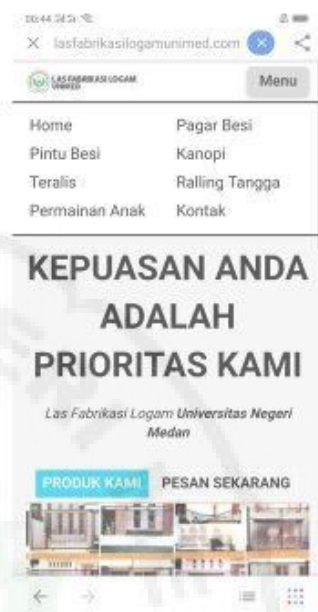 lasfabrikasilogamunimed.com
LAS FABRIKASI LOGAM
UNIMED
Menu
Home
Pagar Besi
Pintu Besi
Kanopi
Teralis
Ralling Tangga
Permainan Anak
Kontak
KEPUASAN ANDA
ADALAH
PRIORITAS KAMI
Las Fabrikasi Logam Universitas Negeri
Medan
PRODUK KAMI
PESAN SEKARANG